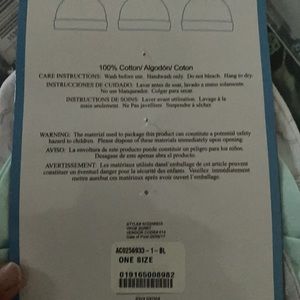 100% Cotton/ Algodón/ Coton
CARE INSTRUCTIONS: Wash before use. Handwash only. Do not bleach. Hang to dry.
INSTRUCCIONES DE CUIDADO: Lavar antes de usar, lavado a mano solamente.
No use blanqueador. Colgar para secar.
INSTRUCTIONS DE SOINS: Laver avant utilisation. Lavage à la
main seulement. Ne Pas javelliser. Suspendre à sécher
WARNING: The material used to package this product can constitute a potential safety
hazard to children. Please dispose of these materials immediately upon opening.
AVISO: La envoltura de este producto puede constituir un peligro para los niños.
Desagase de este apenas abra el producto.
AVERTISSEMENT: Les matériaux utilisés dans l'emballage de cet article peuvent
constituer un éventuel danger pour la sécurité des enfants. Immédiatement
mettre au rebut ces matériaux après avoir ouvert l'emballage.
AC0256933-1-BL
ONE SIZE
019165008982